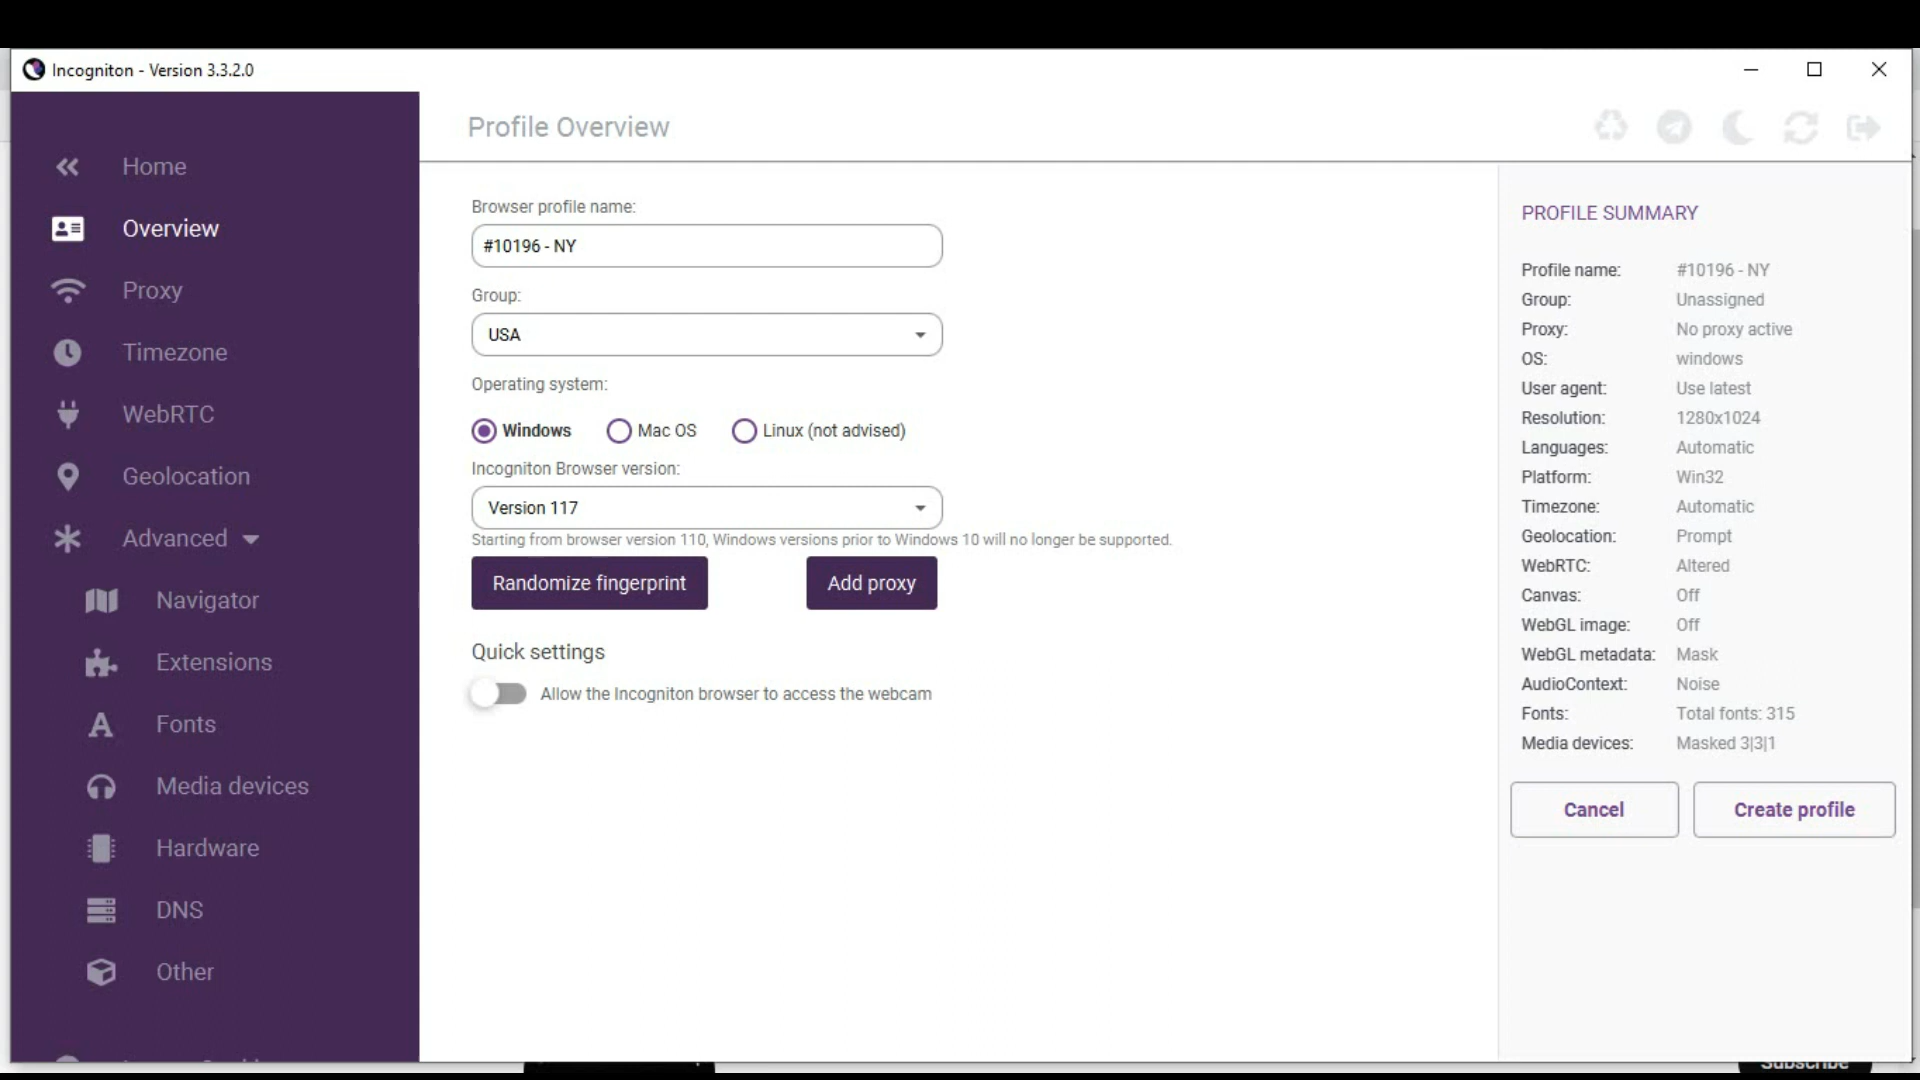 Incogniton - Version 3.3.2.0
Profile Overview
Home
Overview
Proxy
Timezone
WebRTC
Geolocation
Advanced
Navigator
Extensions
Fonts
Media devices
Hardware
DNS
Other
Browser profile name:
#10196 - NY
Group:
USA
Operating system:
Windows Mac OS Linux (not advised)
Incogniton Browser version:
Version 117
Starting from browser version 110, Windows versions prior to Windows 10 will no longer be supported.
Randomize fingerprint Add proxy
Quick settings
Allow the Incogniton browser to access the webcam
PROFILE SUMMARY
Profile name: #10196 - NY
Group: Unassigned
Proxy: No proxy active
OS: windows
User agent: Use latest
Resolution: 1280x1024
Languages: Automatic
Platform: Win32
Timezone: Automatic
Geolocation: Prompt
WebRTC: Altered
Canvas: Off
WebGL image: Off
WebGL metadata: Mask
AudioContext: Noise
Fonts: Total fonts: 315
Media devices: Masked 3|3|1
Cancel Create profile
Subscribe